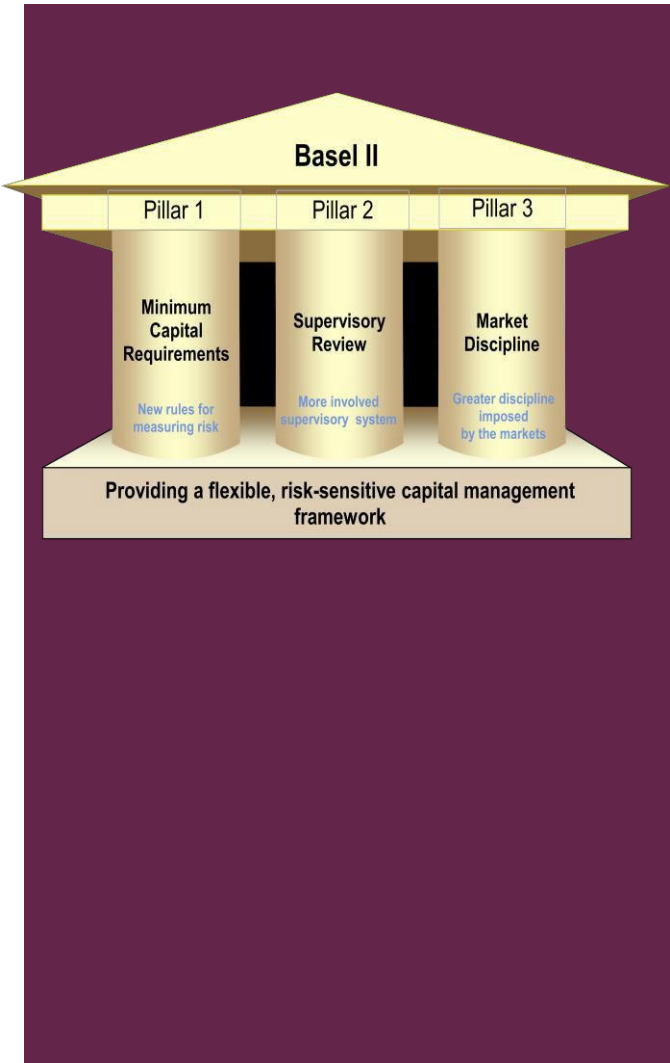 Basel II
Pillar 1
Pillar 2
Pillar 3
Minimum
Capital
Requirements
New rules for
measuring risk
Supervisory
Review
More involved
supervisory system
Market
Discipline
Greater discipline
imposed
by the markets
Providing a flexible, risk-sensitive capital management
framework